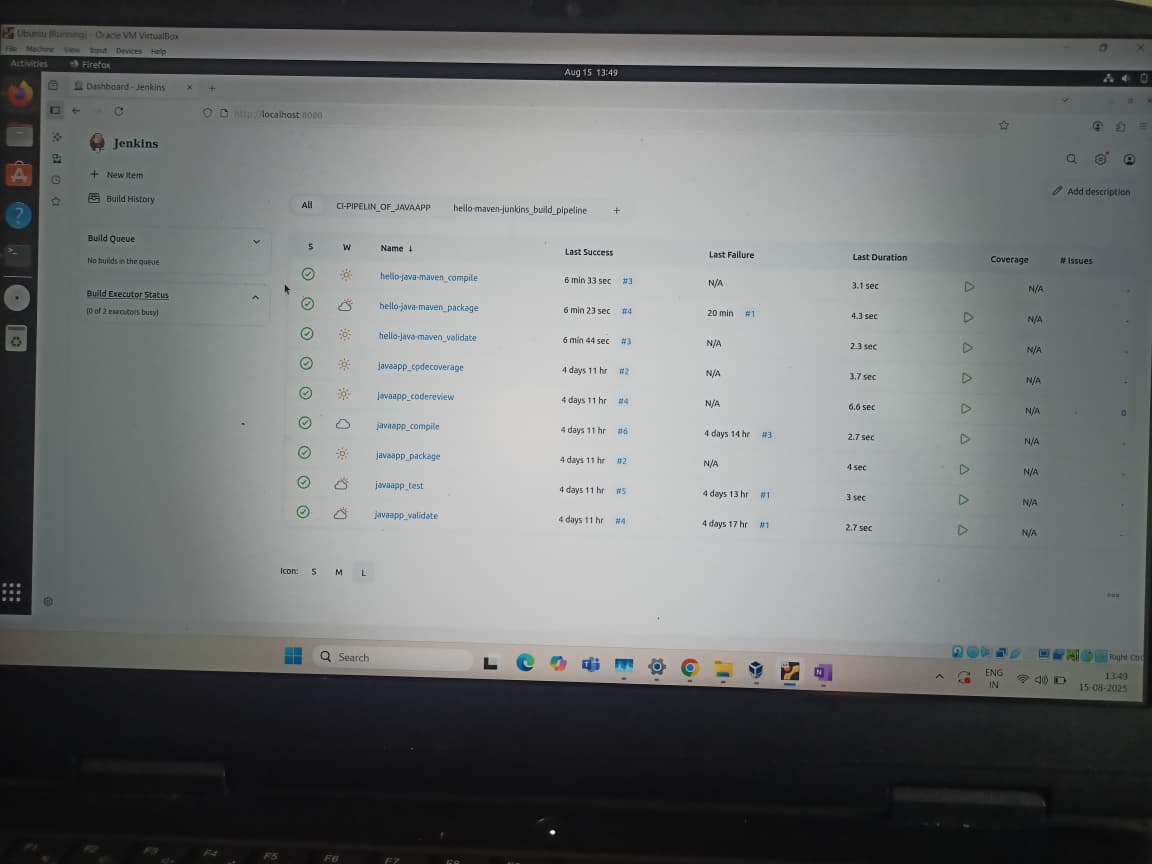 Ubuntu [Running] - Oracle VM VirtualBox
File Machine View Input Devices Help
Activities Firefox Aug 15 13:49
Dashboard - Jenkins × +
http://localhost:8080
Jenkins
+ New Item
Build History
Add description
All CI-PIPELIN_OF_JAVAAPP hello-maven-junkins_build_pipeline +
Build Queue
No builds in the queue
Build Executor Status
(0 of 2 executors busy)
S W Name ↓ Last Success Last Failure Last Duration Coverage # Issues
hello-java-maven_compile 6 min 33 sec #3 N/A 3.1 sec N/A -
hello-java-maven_package 6 min 23 sec #4 20 min #1 4.3 sec N/A -
hello-java-maven_validate 6 min 44 sec #3 N/A 2.3 sec N/A -
javaapp_codecoverage 4 days 11 hr #2 N/A 3.7 sec N/A -
javaapp_codereview 4 days 11 hr #4 N/A 6.6 sec N/A 0
javaapp_compile 4 days 11 hr #6 4 days 14 hr #3 2.7 sec N/A -
javaapp_package 4 days 11 hr #2 N/A 4 sec N/A -
javaapp_test 4 days 11 hr #5 4 days 13 hr #1 3 sec N/A -
javaapp_validate 4 days 11 hr #4 4 days 17 hr #1 2.7 sec N/A -
Icon: S M L
Right Ctrl
Search
ENG
IN
13:49
15-08-2025
F1 F2 F3 F4 F5 F6 F7 F8